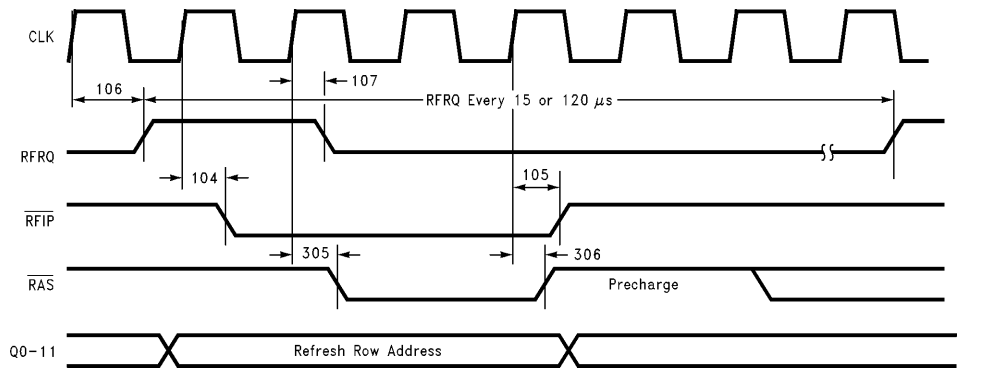 CLK
107
106
RFRQ Every 15 or 120 μs
RFRQ
104
105
RFIP
305
306
RAS
Precharge
Q0-11
Refresh Row Address